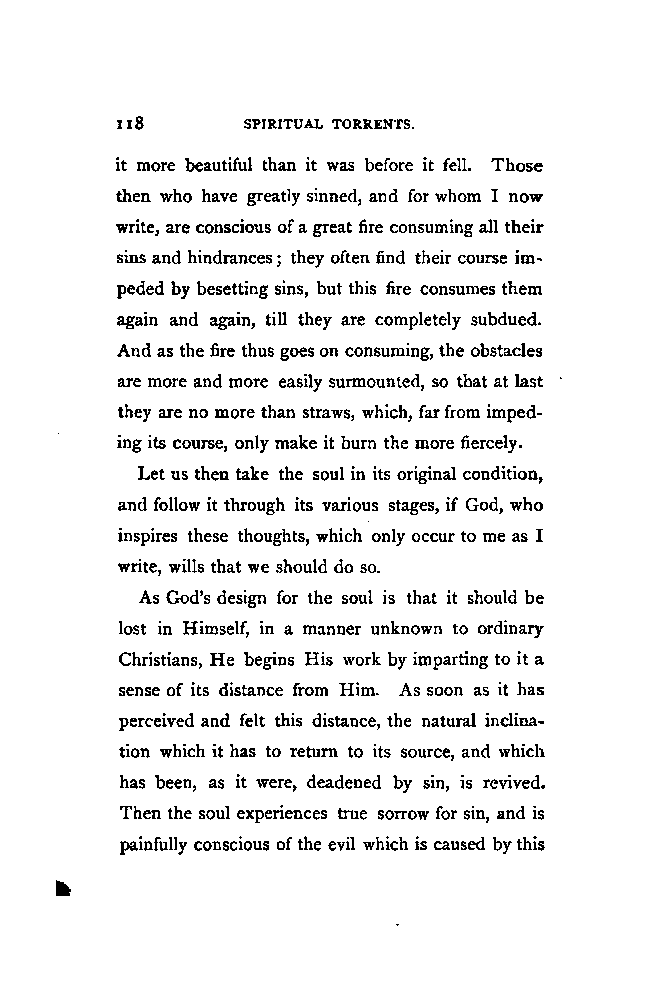 118 SPIRITUAL TORRENTS.
it more beautiful than it was before it fell. Those
then who have greatly sinned, and for whom I now
write, are conscious of a great fire consuming all their
sins and hindrances; they often find their course im-
peded by besetting sins, but this fire consumes them
again and again, till they are completely subdued.
And as the fire thus goes on consuming, the obstacles
are more and more easily surmounted, so that at last
they are no more than straws, which, far from imped-
ing its course, only make it burn the more fiercely.
Let us then take the soul in its original condition,
and follow it through its various stages, if God, who
inspires these thoughts, which only occur to me as I
write, wills that we should do so.
As God's design for the soul is that it should be
lost in Himself, in a manner unknown to ordinary
Christians, He begins His work by imparting to it a
sense of its distance from Him. As soon as it has
perceived and felt this distance, the natural inclina-
tion which it has to return to its source, and which
has been, as it were, deadened by sin, is revived.
Then the soul experiences true sorrow for sin, and is
painfully conscious of the evil which is caused by this